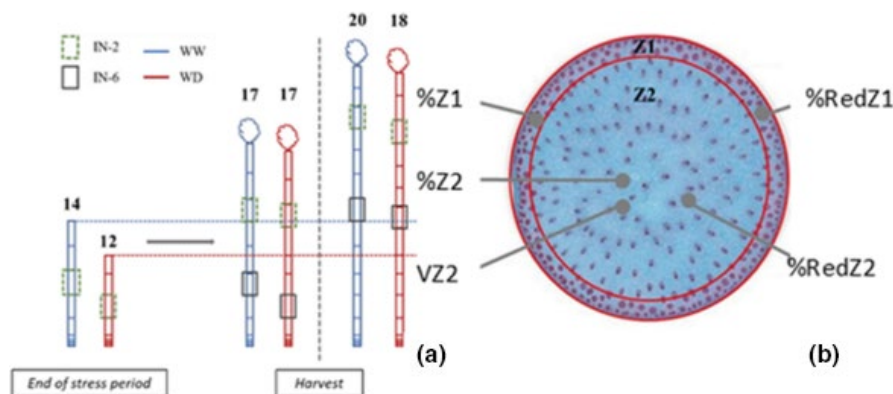 20
18
IN-2
WW
IN-6
WD
17
17
14
12
End of stress period
Harvest
(a)
Z1
Z2
%Z1
%RedZ1
%Z2
VZ2
%RedZ2
(b)